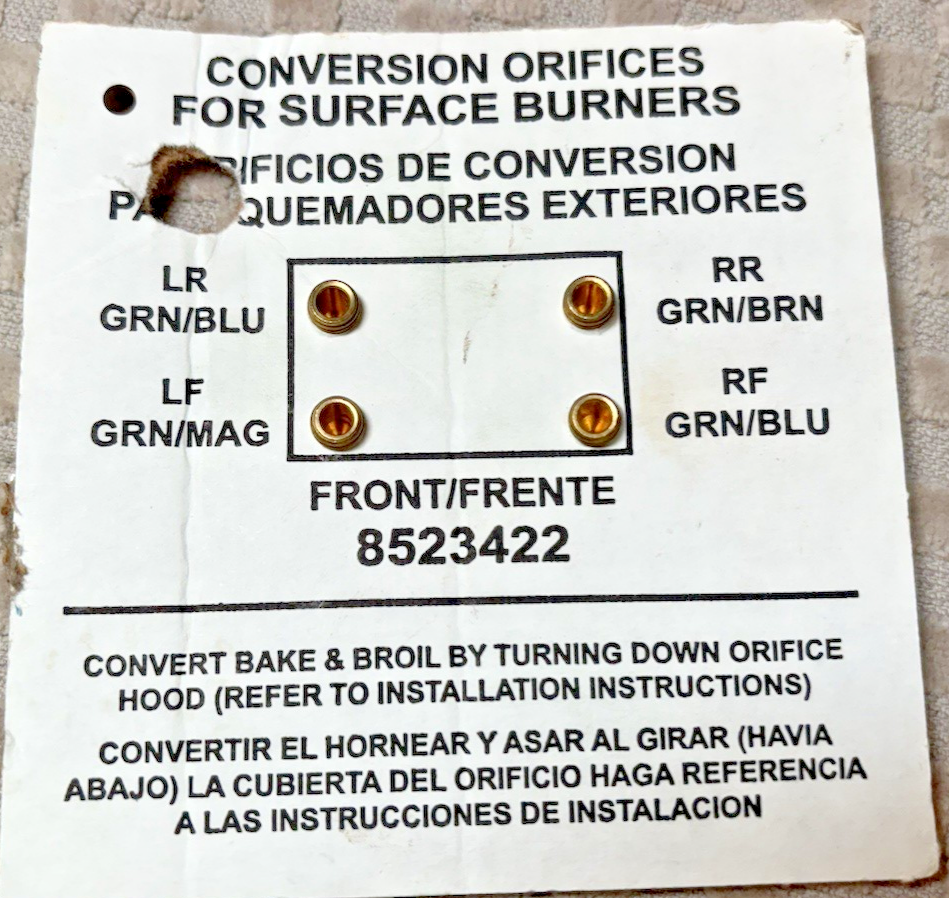 CONVERSION ORIFICES
FOR SURFACE BURNERS
DE CONVERSION
QUEMADORES EXTERIORES
LR
GRN/BLU
RR
GRN/BRN
LF
GRN/MAG
RF
GRN/BLU
FRONT/FRENTE
8523422
CONVERT BAKE & BROIL BY TURNING DOWN ORIFICE
HOOD (REFER TO INSTALLATION INSTRUCTIONS)
CONVERTIR EL HORNEAR Y ASAR AL GIRAR (HAVIA
ABAJO) LA CUBIERTA DEL ORIFICIO HAGA REFERENCIA
A LAS INSTRUCCIONES DE INSTALACION